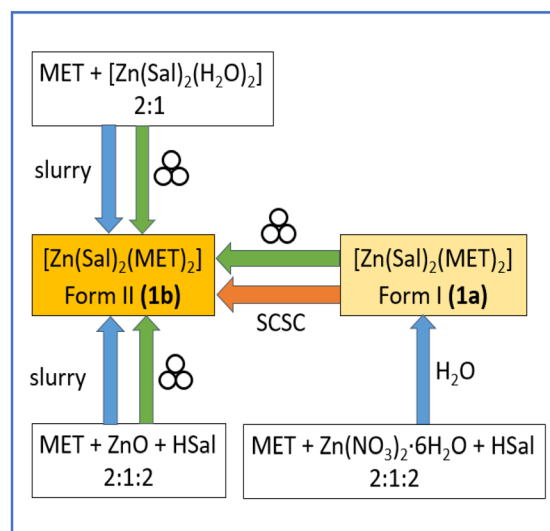 MET + [Zn(Sal)₂(H₂O)₂]
2:1
slurry
[Zn(Sal)₂(MET)₂]
Form II (1b)
SCSC
[Zn(Sal)₂(MET)₂]
Form I (1a)
slurry
H₂O
MET + ZnO + HSal
2:1:2
MET + Zn(NO₃)₂·6H₂O + HSal
2:1:2